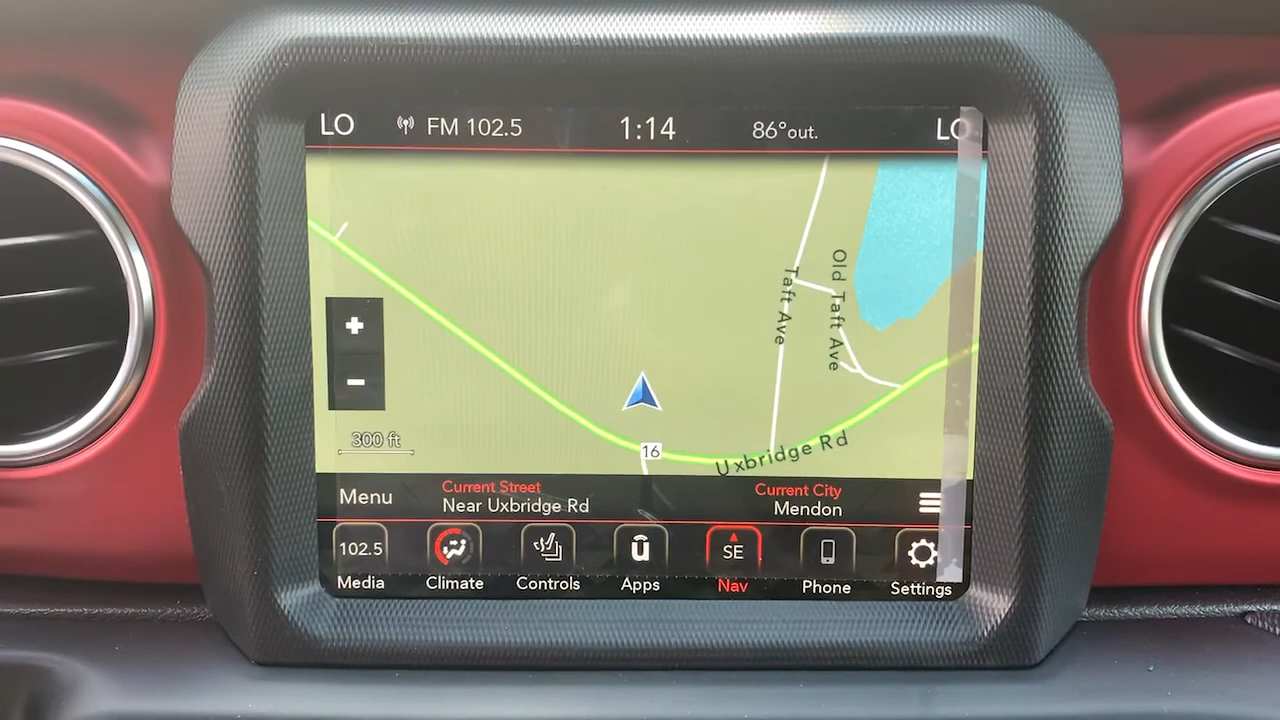 LO FM 102.5 1:14 86°out. LO
Taft Ave
Old Taft Ave
+
−
300 ft
16
Uxbridge Rd
Menu
Current Street
Near Uxbridge Rd
Current City
Mendon
102.5
SE
Media Climate Controls Apps Nav Phone Settings